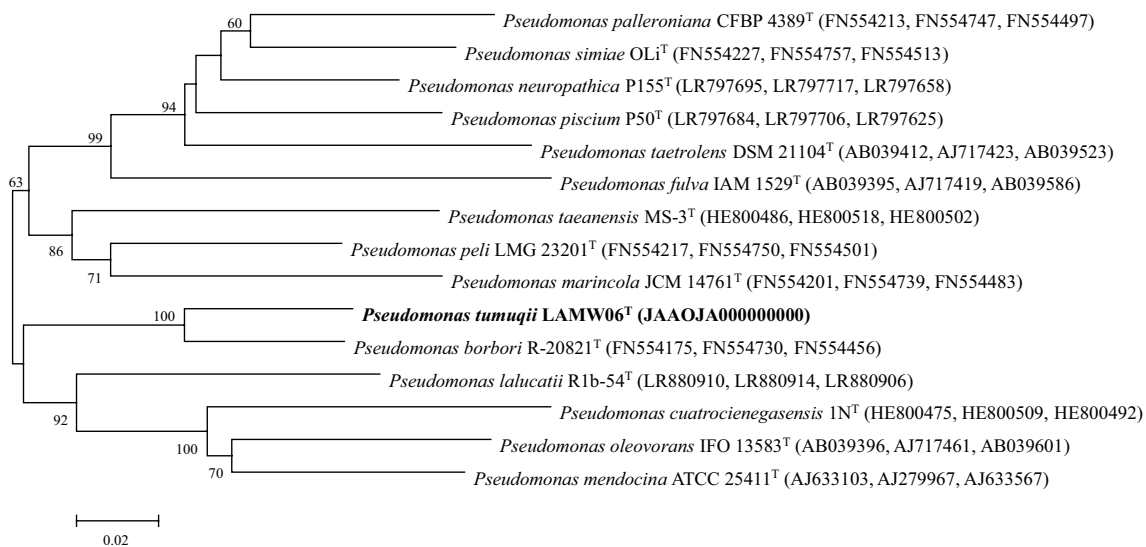 60
Pseudomonas palleroniana CFBP 4389ᵀ (FN554213, FN554747, FN554497)
Pseudomonas simiae OLiᵀ (FN554227, FN554757, FN554513)
Pseudomonas neuropathica P155ᵀ (LR797695, LR797717, LR797658)
94
Pseudomonas piscium P50ᵀ (LR797684, LR797706, LR797625)
99
Pseudomonas taetrolens DSM 21104ᵀ (AB039412, AJ717423, AB039523)
63
Pseudomonas fulva IAM 1529ᵀ (AB039395, AJ717419, AB039586)
Pseudomonas taeanensis MS-3ᵀ (HE800486, HE800518, HE800502)
86
Pseudomonas peli LMG 23201ᵀ (FN554217, FN554750, FN554501)
71
Pseudomonas marincola JCM 14761ᵀ (FN554201, FN554739, FN554483)
100
Pseudomonas tumuqii LAMW06ᵀ (JAAOJA000000000)
Pseudomonas borbori R-20821ᵀ (FN554175, FN554730, FN554456)
Pseudomonas lalucatii R1b-54ᵀ (LR880910, LR880914, LR880906)
92
Pseudomonas cuatrocienegasensis 1Nᵀ (HE800475, HE800509, HE800492)
100
Pseudomonas oleovorans IFO 13583ᵀ (AB039396, AJ717461, AB039601)
70
Pseudomonas mendocina ATCC 25411ᵀ (AJ633103, AJ279967, AJ633567)
0.02